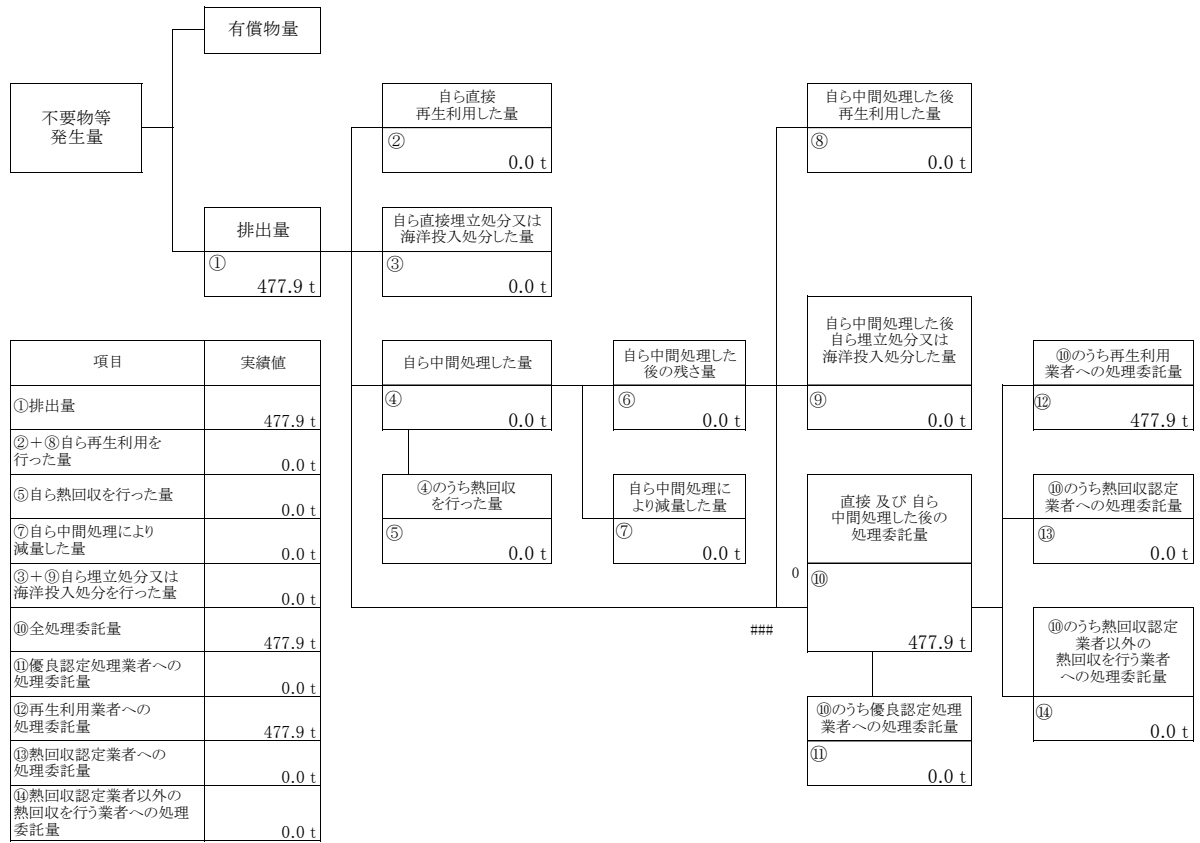 有償物量
不要物等
発生量
自ら直接
再生利用した量
②
0.0 t
自ら中間処理した後
再生利用した量
⑧
0.0 t
排出量
①
477.9 t
自ら直接埋立処分又は
海洋投入処分した量
③
0.0 t
自ら中間処理した後
自ら埋立処分又は
海洋投入処分した量
⑨
0.0 t
自ら中間処理した量
④
0.0 t
自ら中間処理した
後の残さ量
⑥
0.0 t
⑩のうち再生利用
業者への処理委託量
⑫
477.9 t
④のうち熱回収
を行った量
⑤
0.0 t
自ら中間処理に
より減量した量
⑦
0.0 t
直接 及び 自ら
中間処理した後の
処理委託量
0
⑩
477.9 t
###
⑩のうち熱回収認定
業者への処理委託量
⑬
0.0 t
⑩のうち熱回収認定
業者以外の
熱回収を行う業者
への処理委託量
⑭
0.0 t
⑩のうち優良認定処理
業者への処理委託量
⑪
0.0 t
項目 実績値
①排出量
477.9 t
②+⑧自ら再生利用を
行った量
0.0 t
⑤自ら熱回収を行った量
0.0 t
⑦自ら中間処理により
減量した量
0.0 t
③+⑨自ら埋立処分又は
海洋投入処分を行った量
0.0 t
⑩全処理委託量
477.9 t
⑪優良認定処理業者への
処理委託量
0.0 t
⑫再生利用業者への
処理委託量
477.9 t
⑬熱回収認定業者への
処理委託量
0.0 t
⑭熱回収認定業者以外の
熱回収を行う業者への処理
委託量
0.0 t